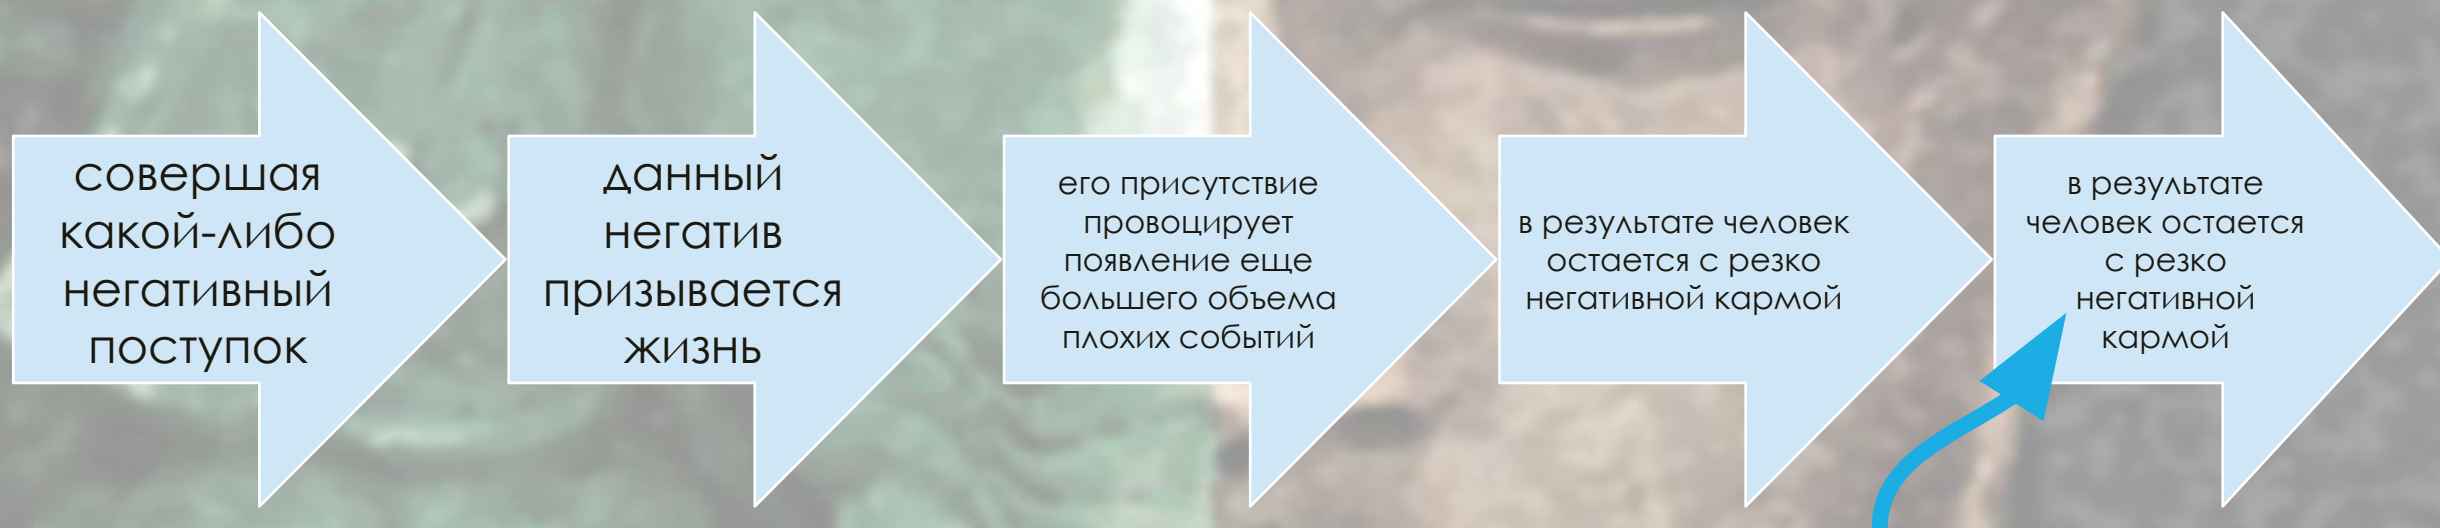 совершая
какой-либо
негативный
поступок
данный
негатив
призывается
жизнь
его присутствие
провоцирует
появление еще
большего объема
плохих событий
в результате человек
остается с резко
негативной кармой
в результате
человек остается
с резко
негативной
кармой